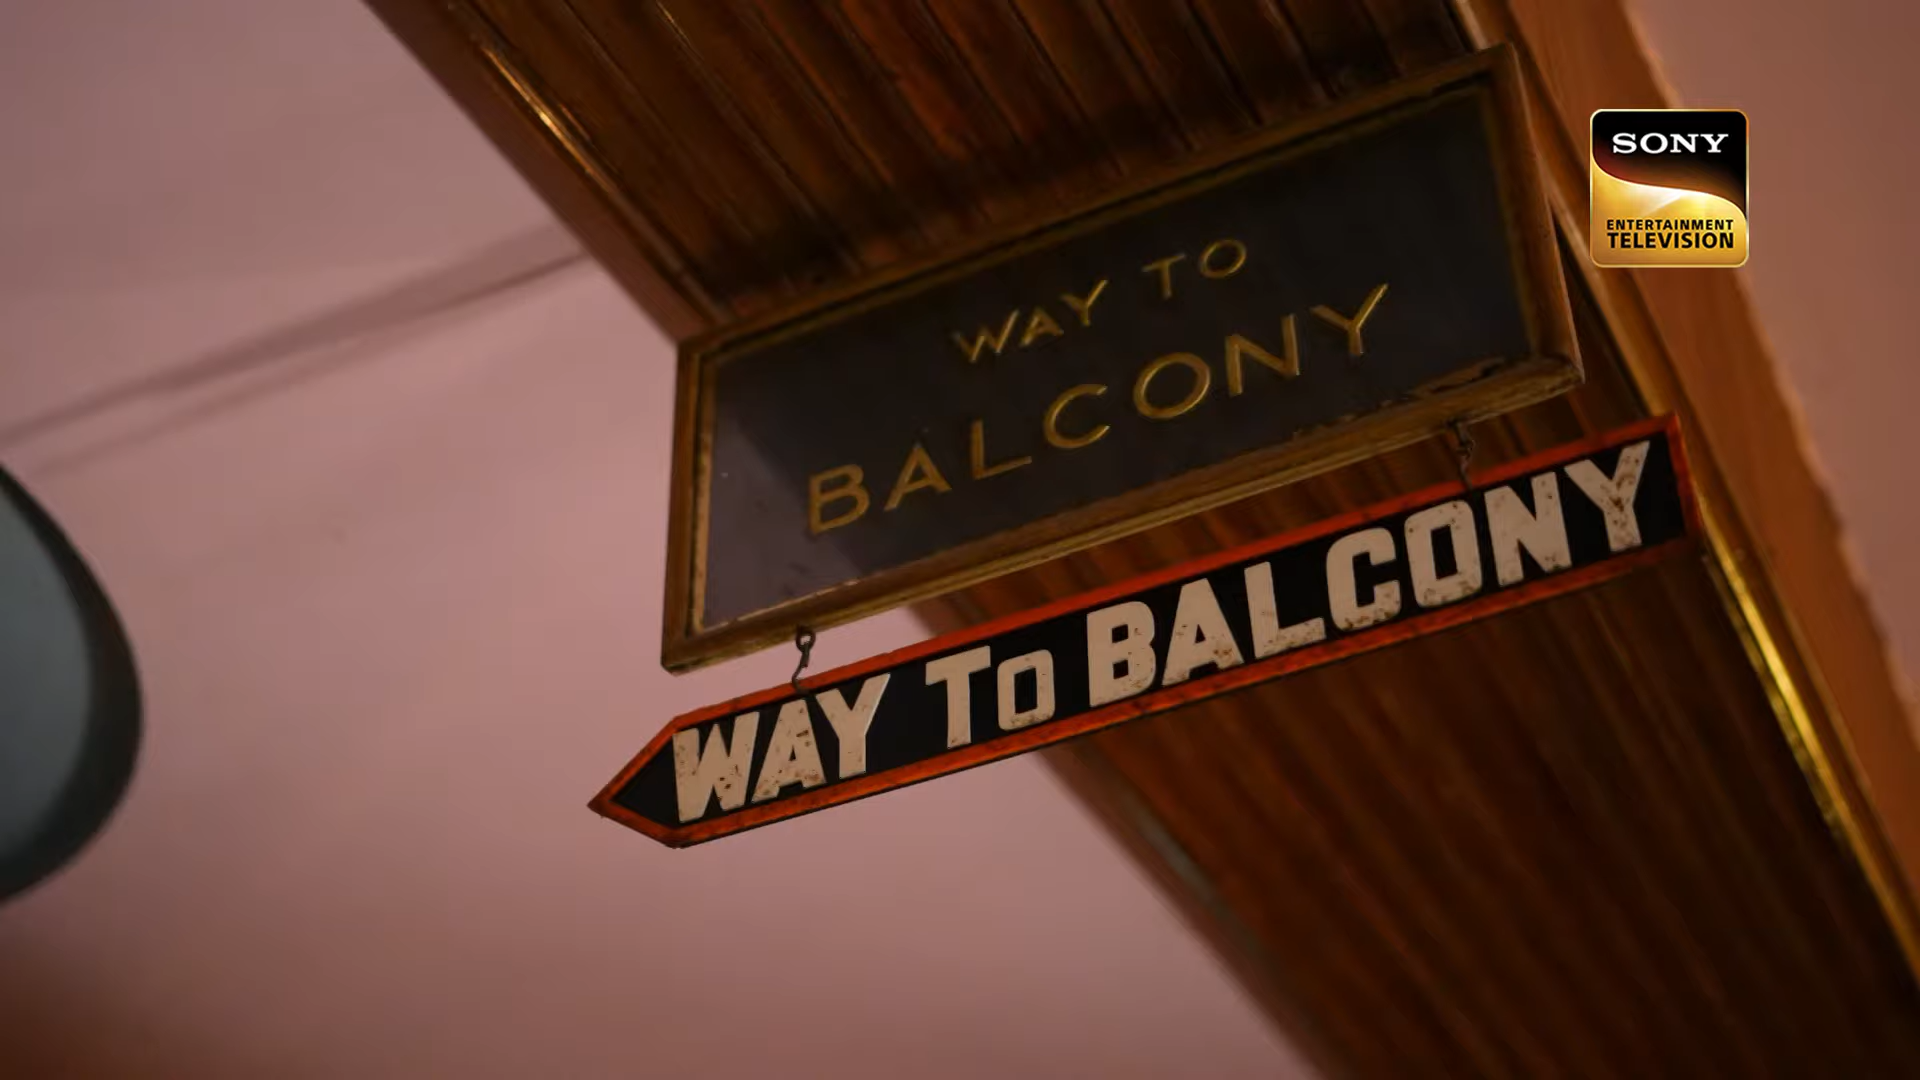 WAY TO
BALCONY
WAY TO BALCONY
SONY
ENTERTAINMENT
TELEVISION